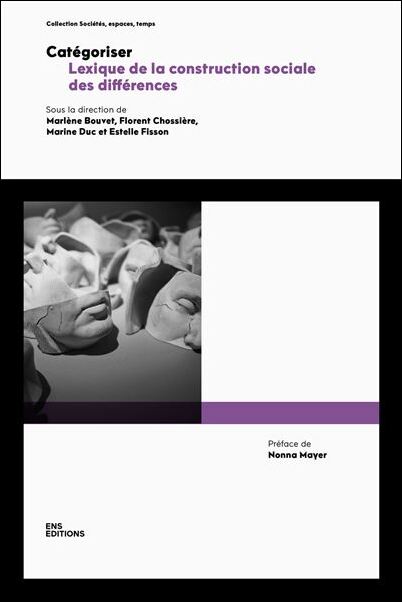 Collection Sociétés, espaces, temps
Catégoriser
Lexique de la construction sociale
des différences
Sous la direction de
Marlène Bouvet, Florent Chossière,
Marine Duc et Estelle Fisson
Préface de
Nonna Mayer
ENS
EDITIONS